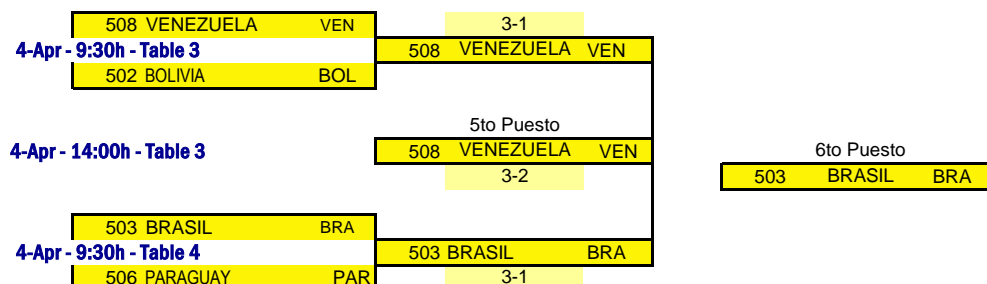 508 VENEZUELA VEN 3-1
4-Apr - 9:30h - Table 3 508 VENEZUELA VEN
502 BOLIVIA BOL
5to Puesto
4-Apr - 14:00h - Table 3 508 VENEZUELA VEN 6to Puesto
3-2 503 BRASIL BRA
503 BRASIL BRA
4-Apr - 9:30h - Table 4 503 BRASIL BRA
506 PARAGUAY PAR 3-1